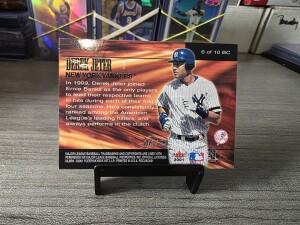 6 of 10 BC
DEREK JETER
NEW YORK YANKEES
In 1999, Derek Jeter joined
Ernie Banks as the only players
to lead their respective teams
in hits during each of their first
four seasons. He's consistently
ranked among the American
League's leading hitters, and
always performs in the clutch.